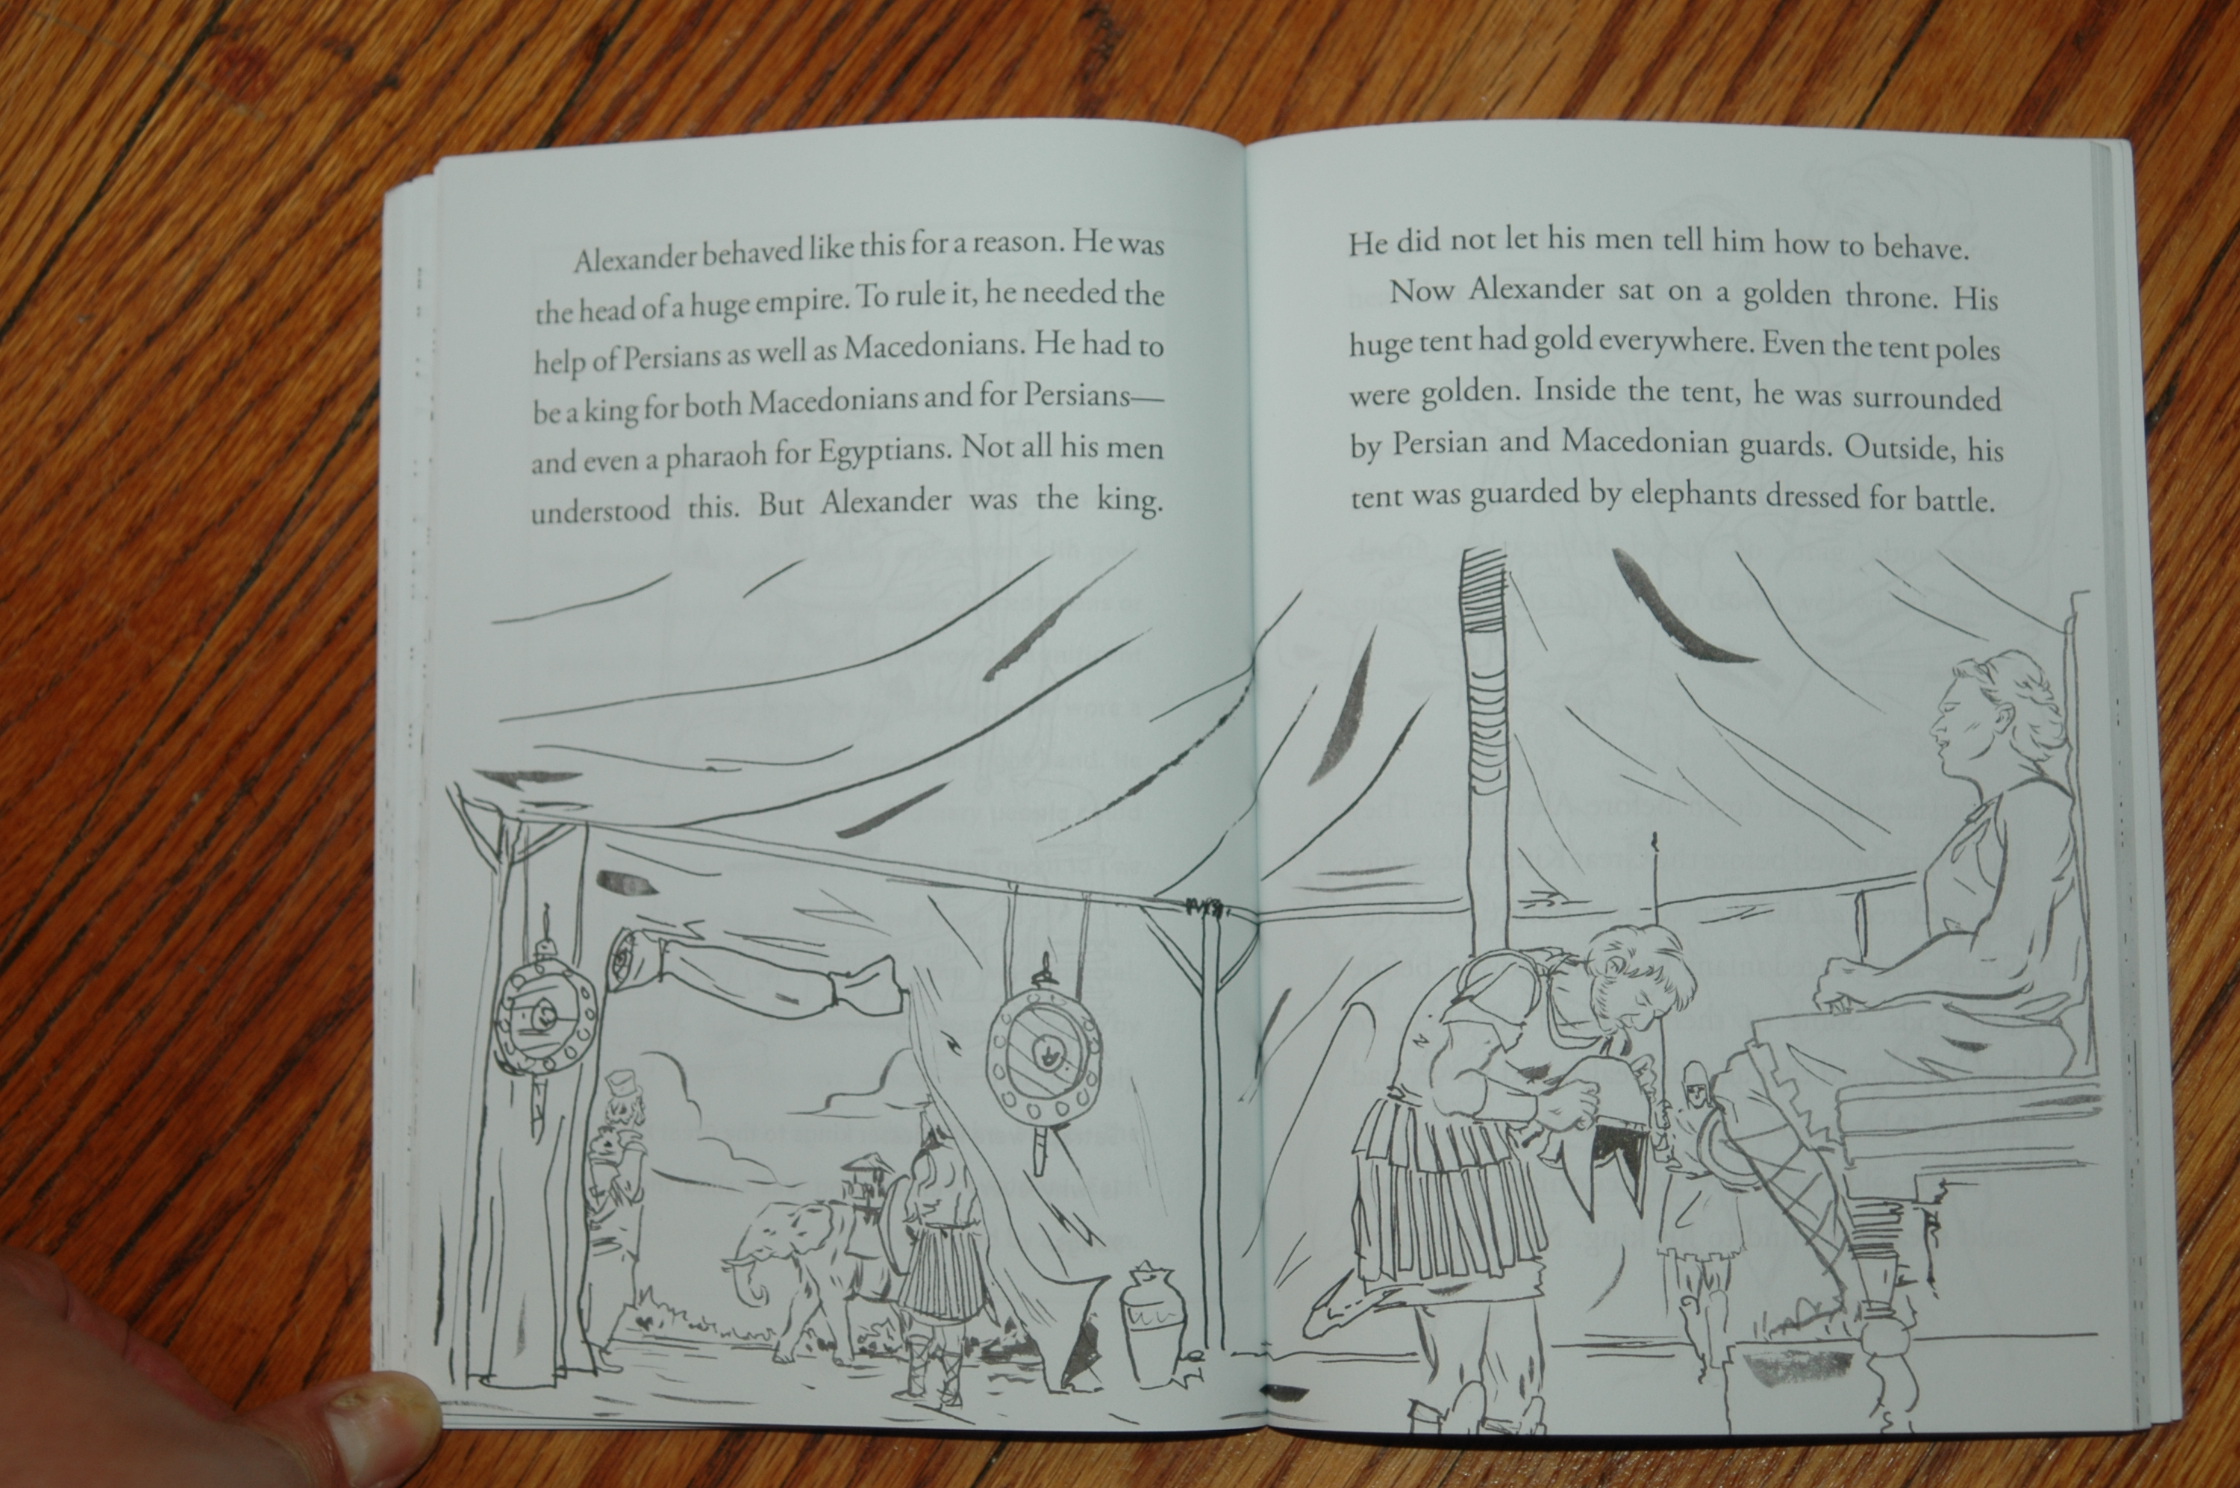 Alexander behaved like this for a reason. He was
the head of a huge empire. To rule it, he needed the
help of Persians as well as Macedonians. He had to
be a king for both Macedonians and for Persians—
and even a pharaoh for Egyptians. Not all his men
understood this. But Alexander was the king.
He did not let his men tell him how to behave.
Now Alexander sat on a golden throne. His
huge tent had gold everywhere. Even the tent poles
were golden. Inside the tent, he was surrounded
by Persian and Macedonian guards. Outside, his
tent was guarded by elephants dressed for battle.